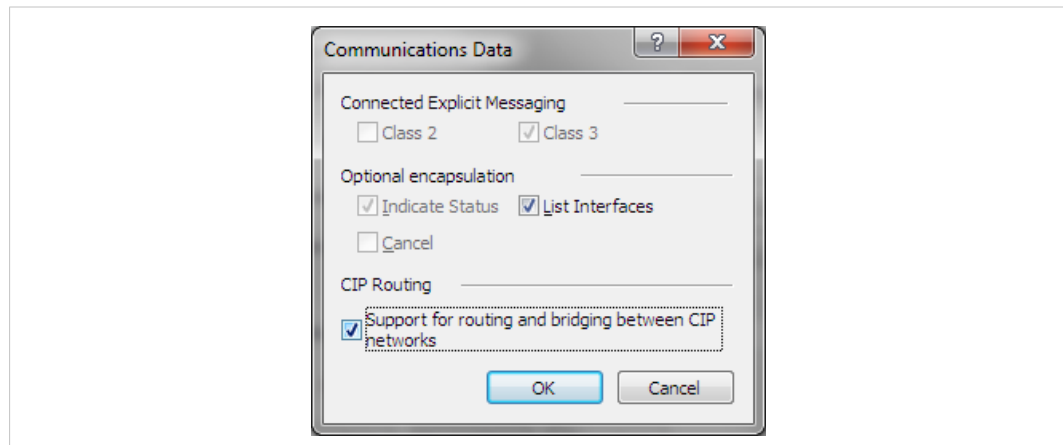 Communications Data
Connected Explicit Messaging
Class 2 Class 3
Optional encapsulation
Indicate Status List Interfaces
Cancel
CIP Routing
Support for routing and bridging between CIP
networks
OK Cancel